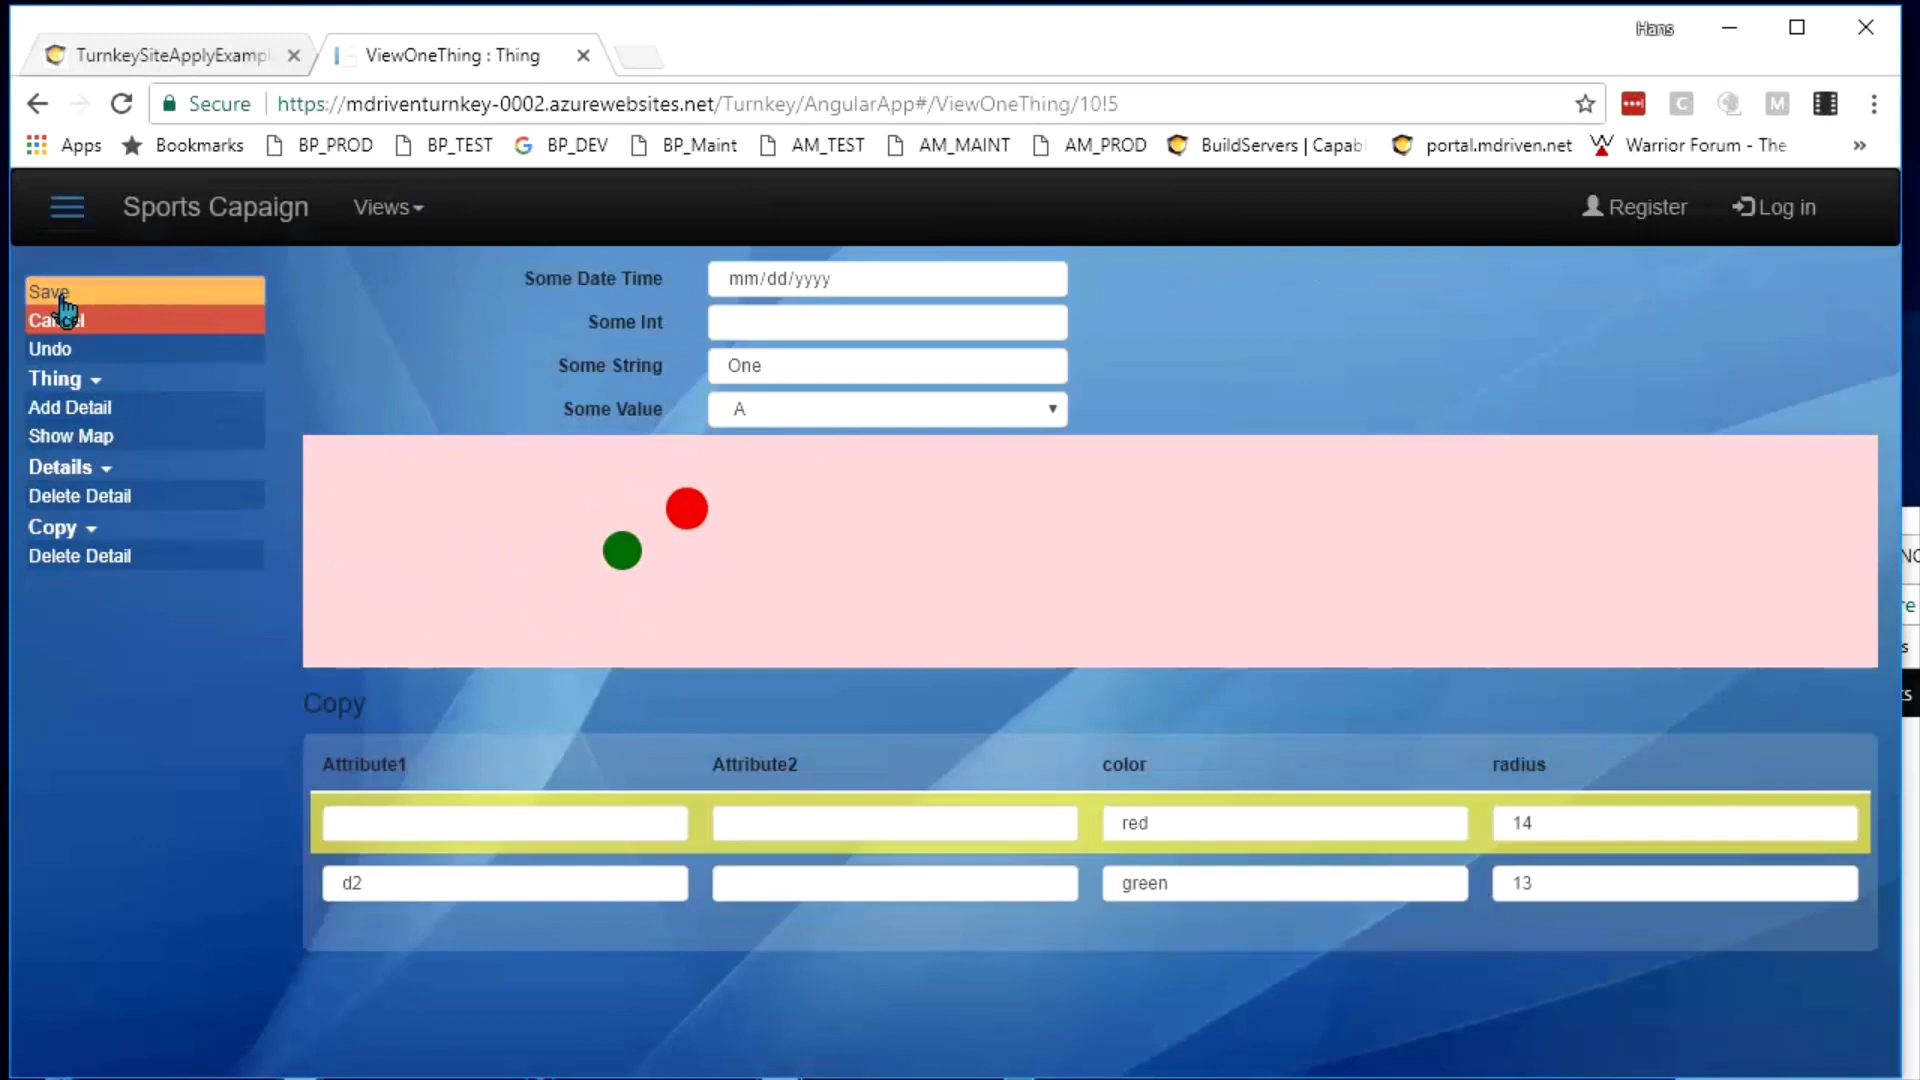 Hans
TurnkeySiteApplyExampl
ViewOneThing : Thing
Secure https://mdriventurnkey-0002.azurewebsites.net/Turnkey/AngularApp#/ViewOneThing/10!5
C M
Apps Bookmarks BP_PROD BP_TEST BP_DEV BP_Maint AM_TEST AM_MAINT AM_PROD BuildServers | Capabl portal.mdriven.net Warrior Forum - The »
Sports Capaign Views Register Log in
Save
Cancel
Undo
Thing
Add Detail
Show Map
Details
Delete Detail
Copy
Delete Detail
Some Date Time mm/dd/yyyy
Some Int
Some String One
Some Value A
Copy
Attribute1 Attribute2 color radius
red 14
d2 green 13